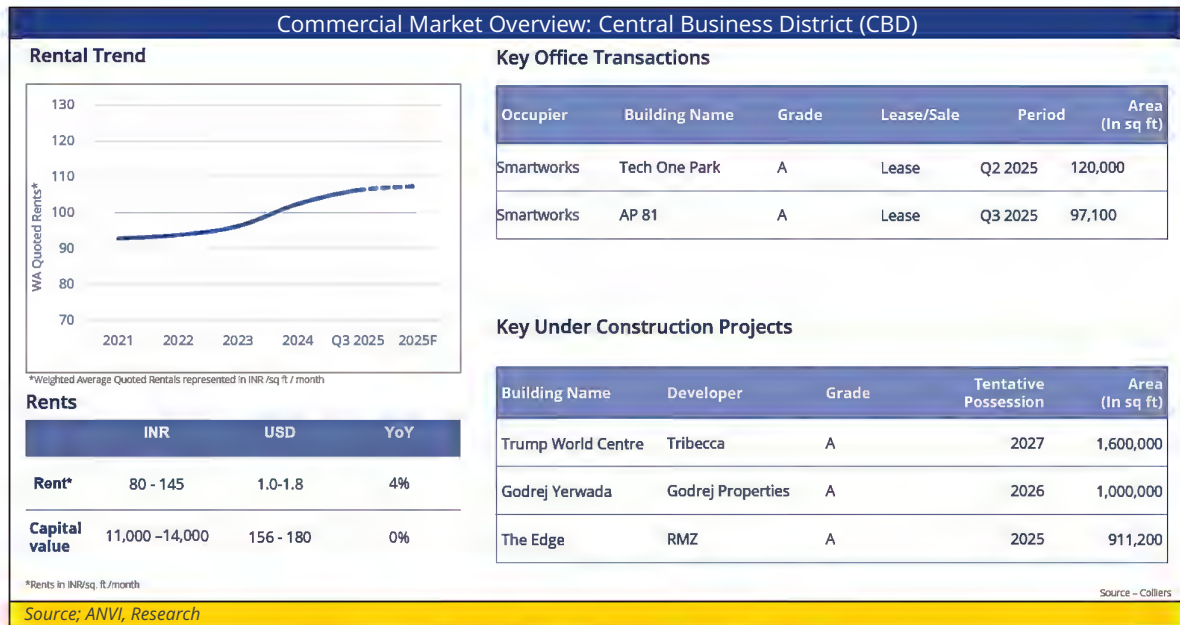 Commercial Market Overview: Central Business District (CBD)
Rental Trend
130
120
110
100
90
80
70
WA Quoted Rents*
2021 2022 2023 2024 Q3 2025 2025F
*Weighted Average Quoted Rentals represented in INR /sq ft / month
Rents
INR USD YoY
Rent* 80 - 145 1.0-1.8 4%
Capital value 11,000 –14,000 156 - 180 0%
*Rents in INR/sq. ft/month
Key Office Transactions
Occupier Building Name Grade Lease/Sale Period Area (In sq ft)
Smartworks Tech One Park A Lease Q2 2025 120,000
Smartworks AP 81 A Lease Q3 2025 97,100
Key Under Construction Projects
Building Name Developer Grade Tentative Possession Area (In sq ft)
Trump World Centre Tribecca A 2027 1,600,000
Godrej Yerwada Godrej Properties A 2026 1,000,000
The Edge RMZ A 2025 911,200
Source – Colliers
Source; ANVI, Research